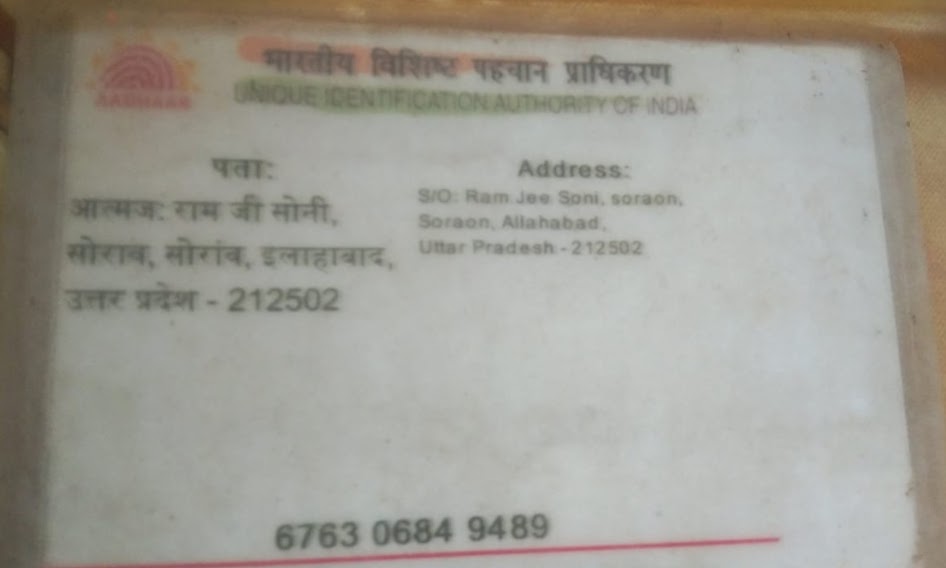 भारतीय विशिष्ट पहचान प्राधिकरण
UNIQUE IDENTIFICATION AUTHORITY OF INDIA
AADHAAR
पता:
आत्मज: राम जी सोनी,
सोराव, सोरांव, इलाहाबाद,
उत्तर प्रदेश - 212502
Address:
S/O: Ram Jee Soni, soraon,
Soraon, Allahabad,
Uttar Pradesh - 212502
6763 0684 9489